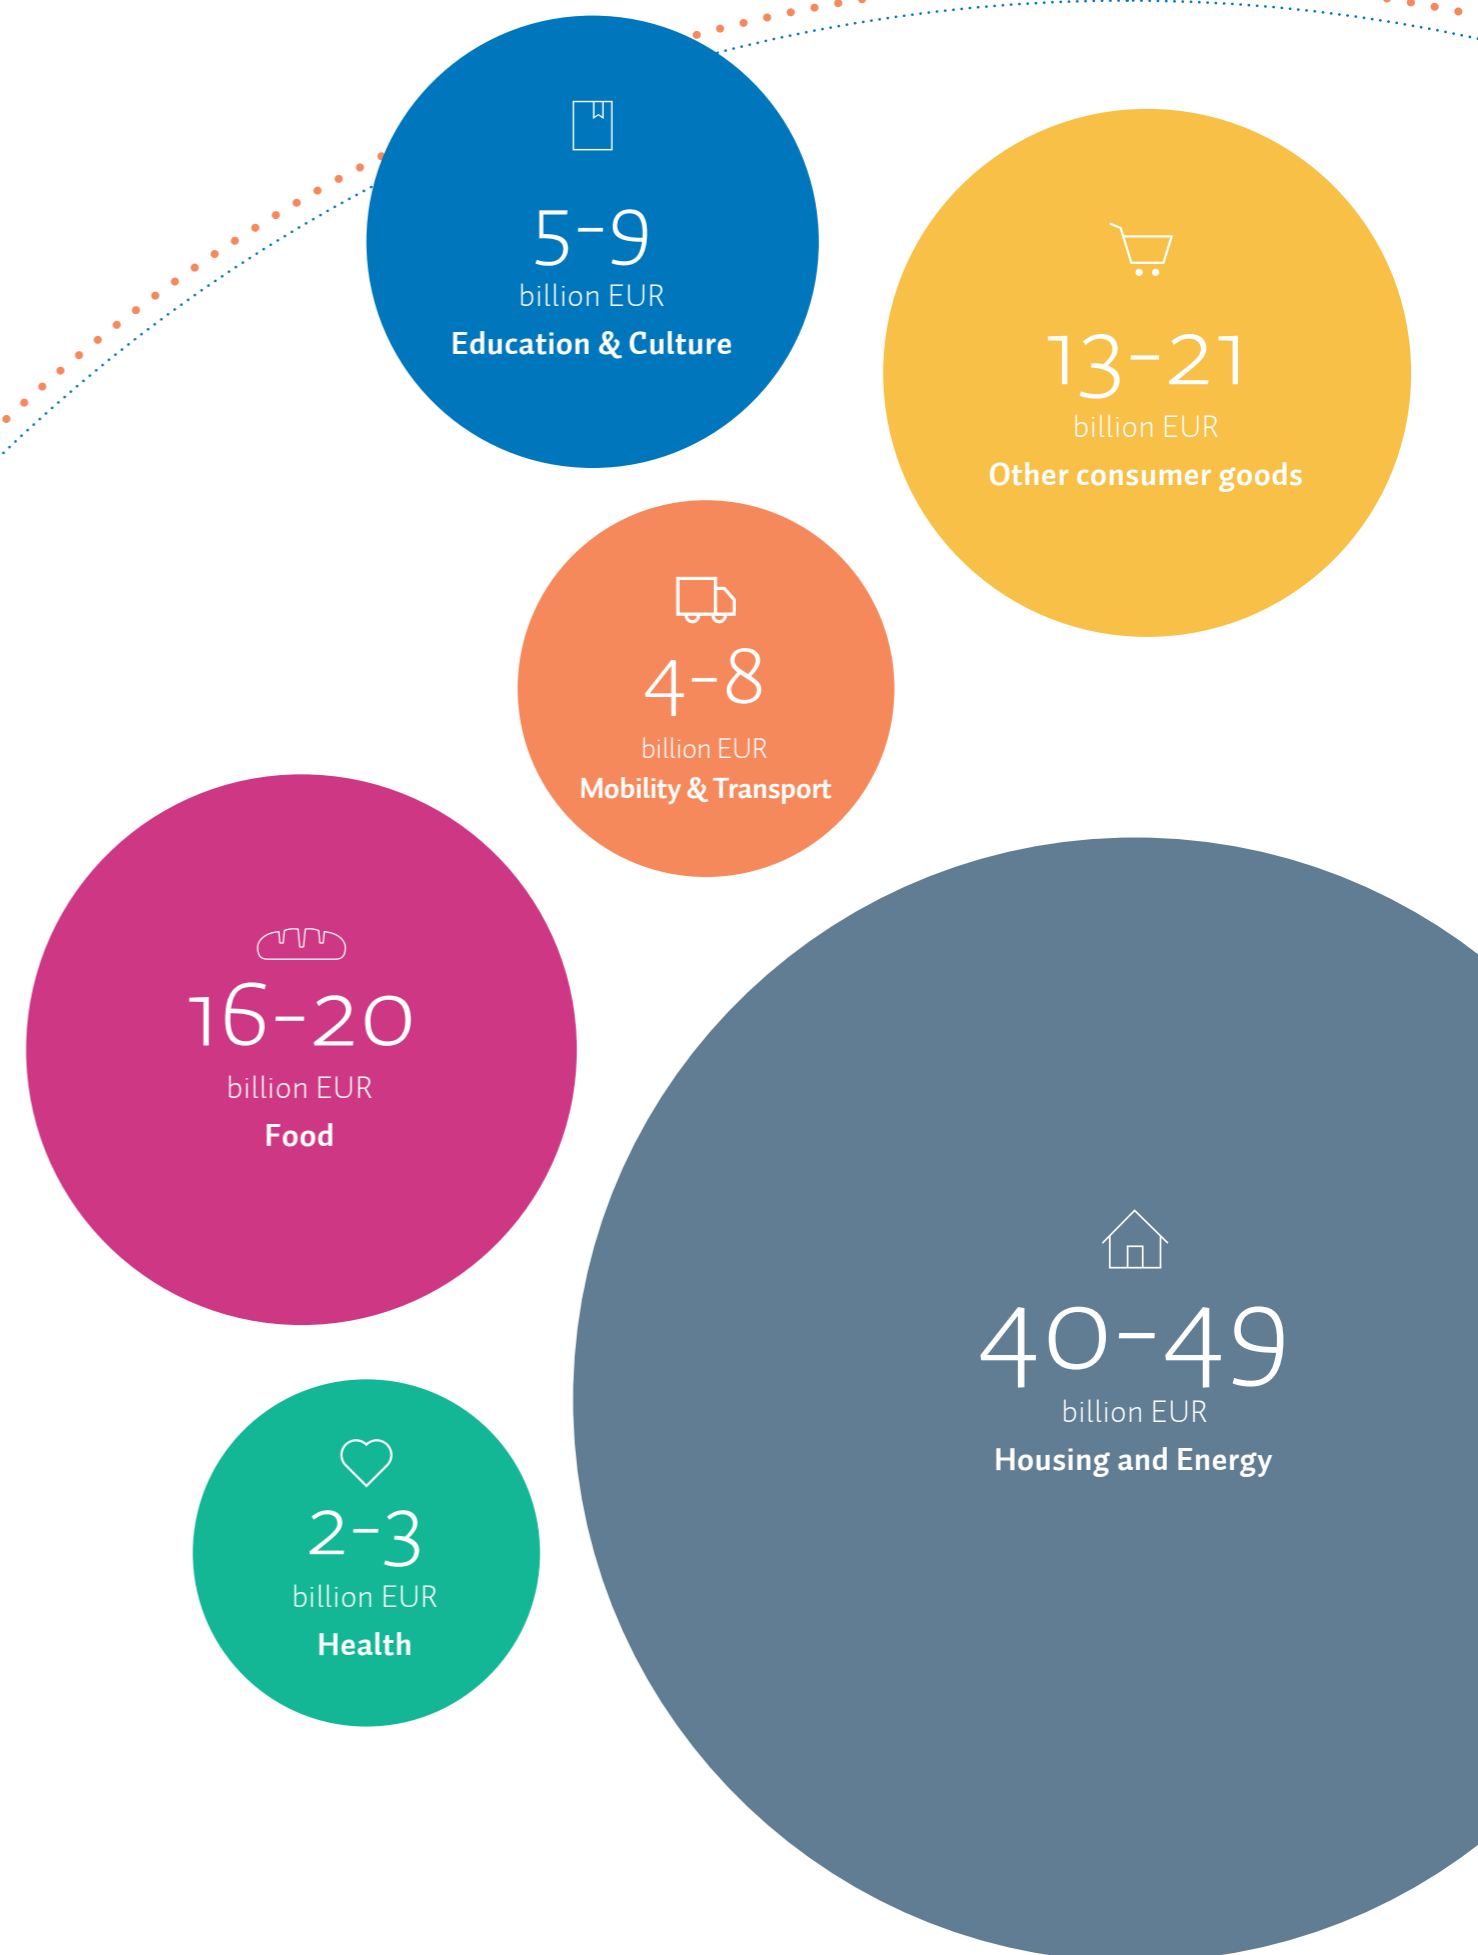 5–9
billion EUR
Education & Culture
13–21
billion EUR
Other consumer goods
4–8
billion EUR
Mobility & Transport
16–20
billion EUR
Food
40–49
billion EUR
Housing and Energy
2–3
billion EUR
Health